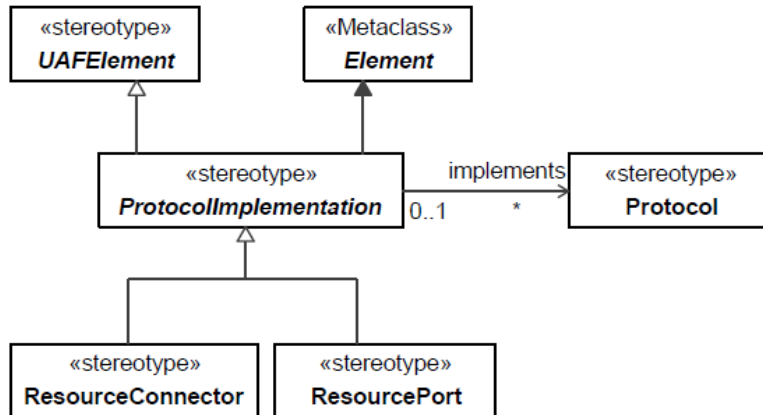 «stereotype»
UAFElement
«Metaclass»
Element
«stereotype»
ProtocolImplementation
implements
0..1
*
«stereotype»
Protocol
«stereotype»
ResourceConnector
«stereotype»
ResourcePort